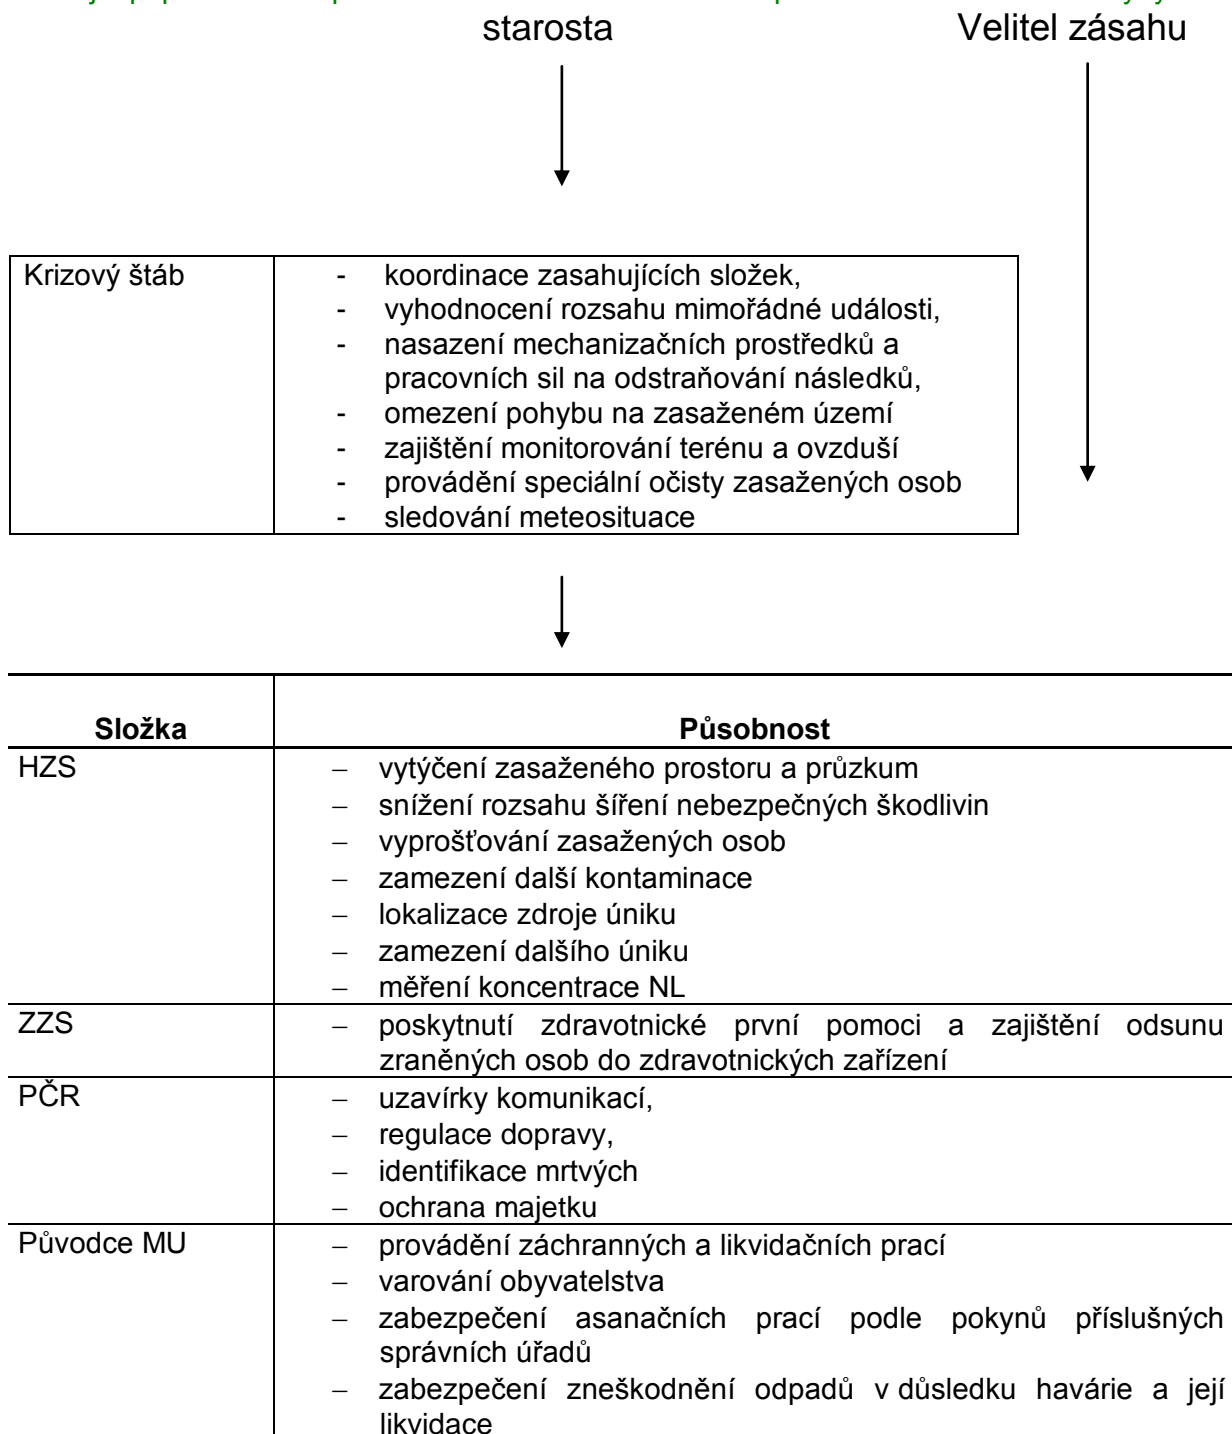 starosta Velitel zásahu
Krizový štáb - koordinace zasahujících složek,
- vyhodnocení rozsahu mimořádné události,
- nasazení mechanizačních prostředků a
pracovních sil na odstraňování následků,
- omezení pohybu na zasaženém území
- zajištění monitorování terénu a ovzduší
- provádění speciální očisty zasažených osob
- sledování meteosituace
Složka Působnost
HZS – vytýčení zasaženého prostoru a průzkum
– snížení rozsahu šíření nebezpečných škodlivin
– vyprošťování zasažených osob
– zamezení další kontaminace
– lokalizace zdroje úniku
– zamezení dalšího úniku
– měření koncentrace NL
ZZS – poskytnutí zdravotnické první pomoci a zajištění odsunu
zraněných osob do zdravotnických zařízení
PČR – uzavírky komunikací,
– regulace dopravy,
– identifikace mrtvých
– ochrana majetku
Původce MU – provádění záchranných a likvidačních prací
– varování obyvatelstva
– zabezpečení asanačních prací podle pokynů příslušných
správních úřadů
– zabezpečení zneškodnění odpadů v důsledku havárie a její
likvidace